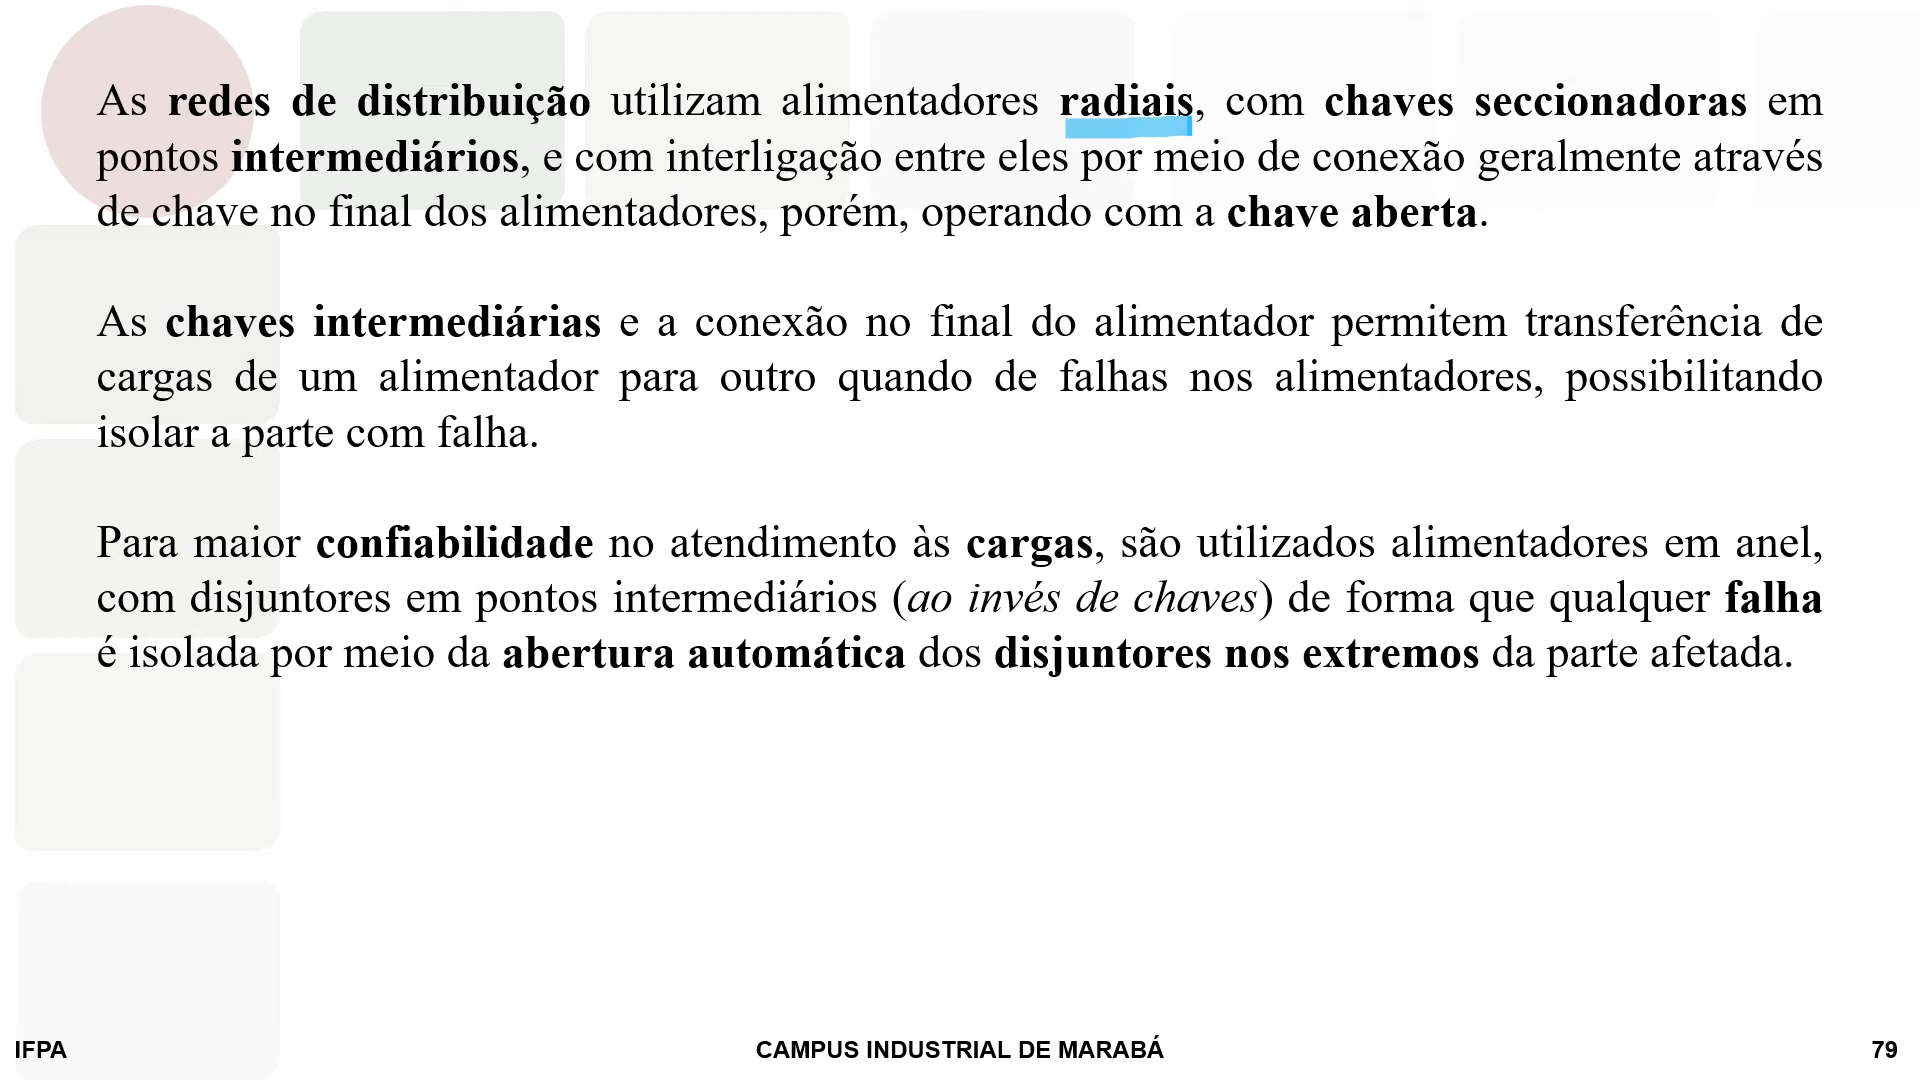 As redes de distribuição utilizam alimentadores radiais, com chaves seccionadoras em
pontos intermediários, e com interligação entre eles por meio de conexão geralmente através
de chave no final dos alimentadores, porém, operando com a chave aberta.
As chaves intermediárias e a conexão no final do alimentador permitem transferência de
cargas de um alimentador para outro quando de falhas nos alimentadores, possibilitando
isolar a parte com falha.
Para maior confiabilidade no atendimento às cargas, são utilizados alimentadores em anel,
com disjuntores em pontos intermediários (ao invés de chaves) de forma que qualquer falha
é isolada por meio da abertura automática dos disjuntores nos extremos da parte afetada.
IFPA
CAMPUS INDUSTRIAL DE MARABÁ
79